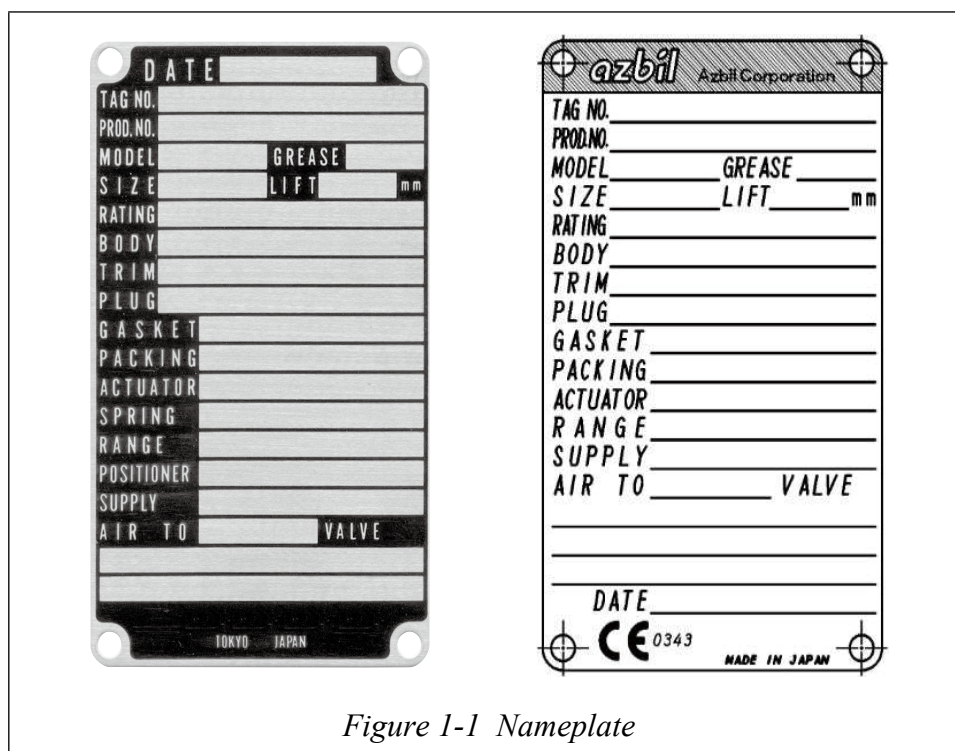 DATE
TAG NO.
PROD.NO.
MODEL GREASE
SIZE LIFT mm
RATING
BODY
TRIM
PLUG
GASKET
PACKING
ACTUATOR
SPRING
RANGE
POSITIONER
SUPPLY
AIR TO VALVE
TOKYO JAPAN
azbil Azbil Corporation
TAG NO.
PROD.NO.
MODEL GREASE
SIZE LIFT mm
RATING
BODY
TRIM
PLUG
GASKET
PACKING
ACTUATOR
RANGE
SUPPLY
AIR TO VALVE
DATE
CE 0343
MADE IN JAPAN
Figure 1-1 Nameplate